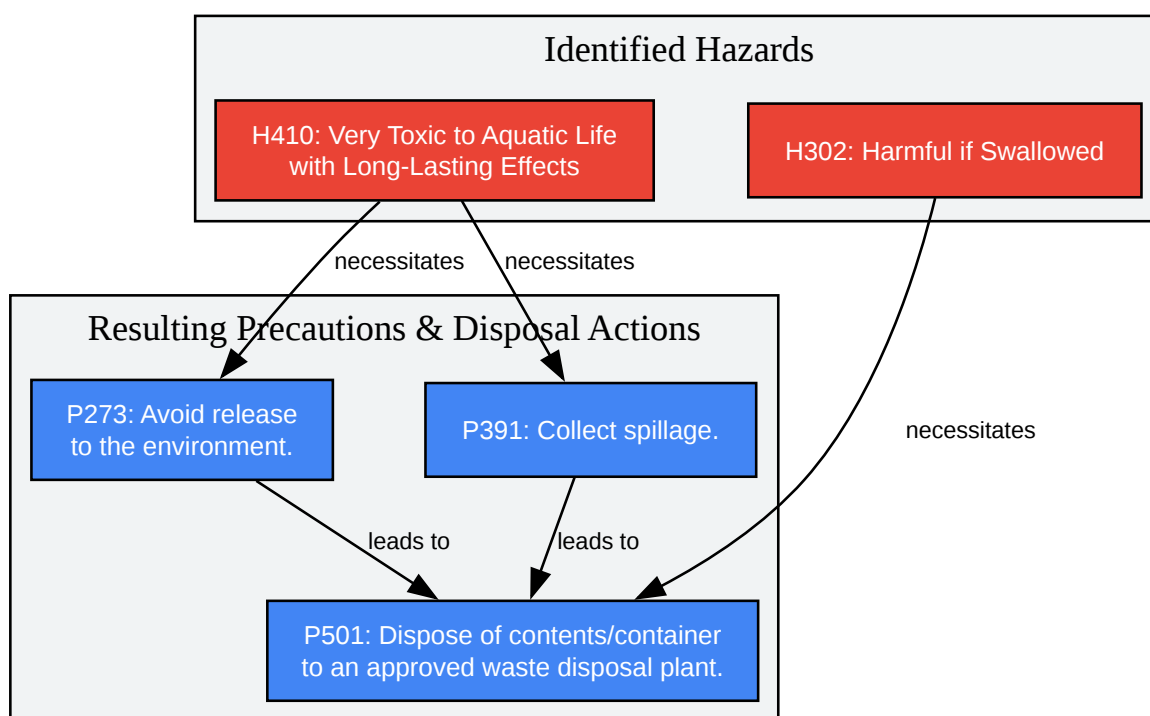 Identified Hazards
H410: Very Toxic to Aquatic Life
with Long-Lasting Effects
H302: Harmful if Swallowed
necessitates
necessitates
Resulting Precautions & Disposal Actions
P273: Avoid release
to the environment.
P391: Collect spillage.
necessitates
leads to
leads to
P501: Dispose of contents/container
to an approved waste disposal plant.